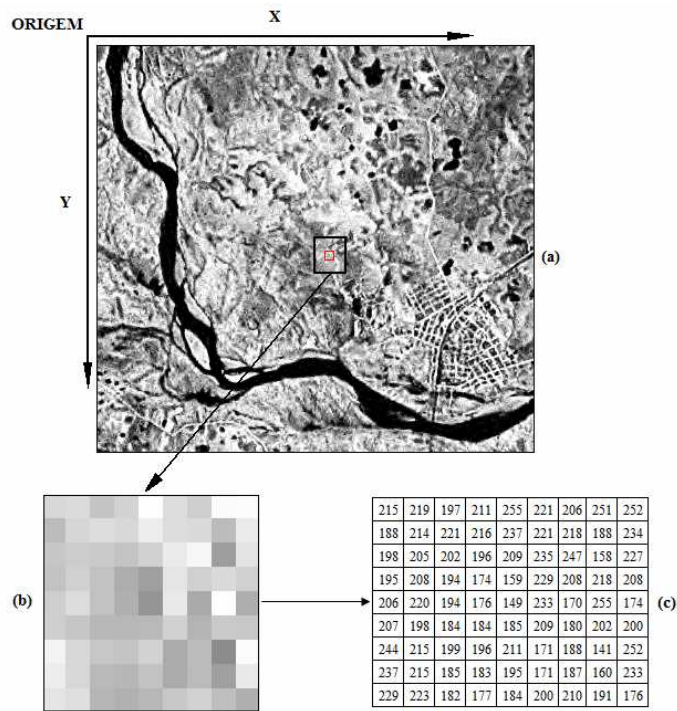 ORIGEM
X
Y
(a)
(b)
(c)
215 219 197 211 255 221 206 251 252
188 214 221 216 237 221 218 188 234
198 205 202 196 209 235 247 158 227
195 208 194 174 159 229 208 218 208
206 220 194 176 149 233 170 255 174
207 198 184 184 185 209 180 202 200
244 215 199 196 211 171 188 141 252
237 215 185 183 195 171 187 160 233
229 223 182 177 184 200 210 191 176